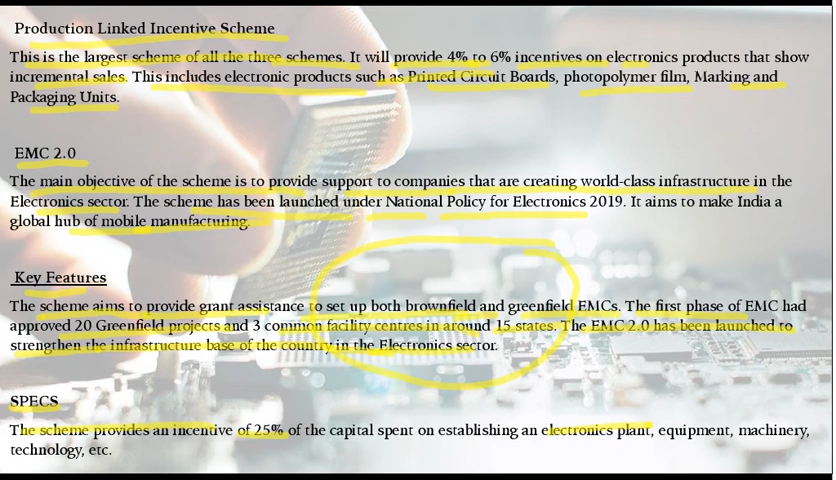 Production Linked Incentive Scheme
This is the largest scheme of all the three schemes. It will provide 4% to 6% incentives on electronics products that show
incremental sales. This includes electronic products such as Printed Circuit Boards, photopolymer film, Marking and
Packaging Units.
EMC 2.0
The main objective of the scheme is to provide support to companies that are creating world-class infrastructure in the
Electronics sector. The scheme has been launched under National Policy for Electronics 2019. It aims to make India a
global hub of mobile manufacturing.
Key Features
The scheme aims to provide grant assistance to set up both brownfield and greenfield EMCs. The first phase of EMC had
approved 20 Greenfield projects and 3 common facility centres in around 15 states. The EMC 2.0 has been launched to
strengthen the infrastructure base of the country in the Electronics sector.
SPECS
The scheme provides an incentive of 25% of the capital spent on establishing an electronics plant, equipment, machinery,
technology, etc.